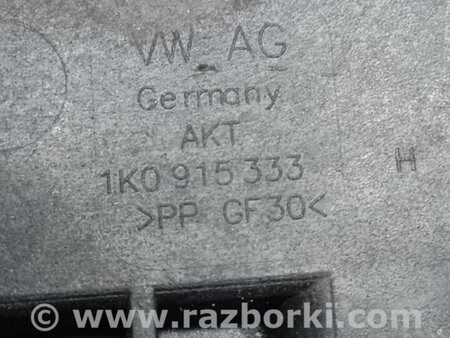 VW AG
Germany
AKT
1K0 915 333
H
>PP GF30<
© www.razborki.com